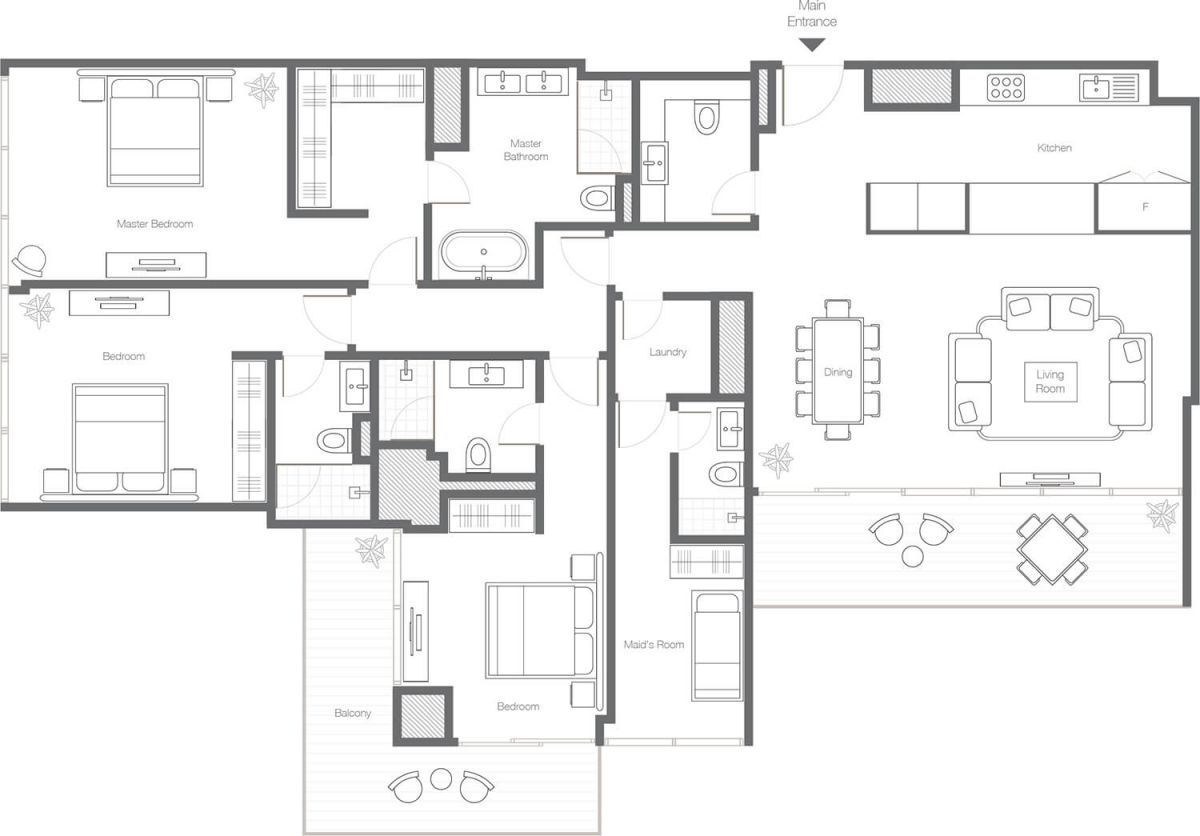 Main
Entrance
Master
Bathroom
Kitchen
F
Master Bedroom
Bedroom
Laundry
Dining
Living
Room
Maid's Room
Bedroom
Balcony